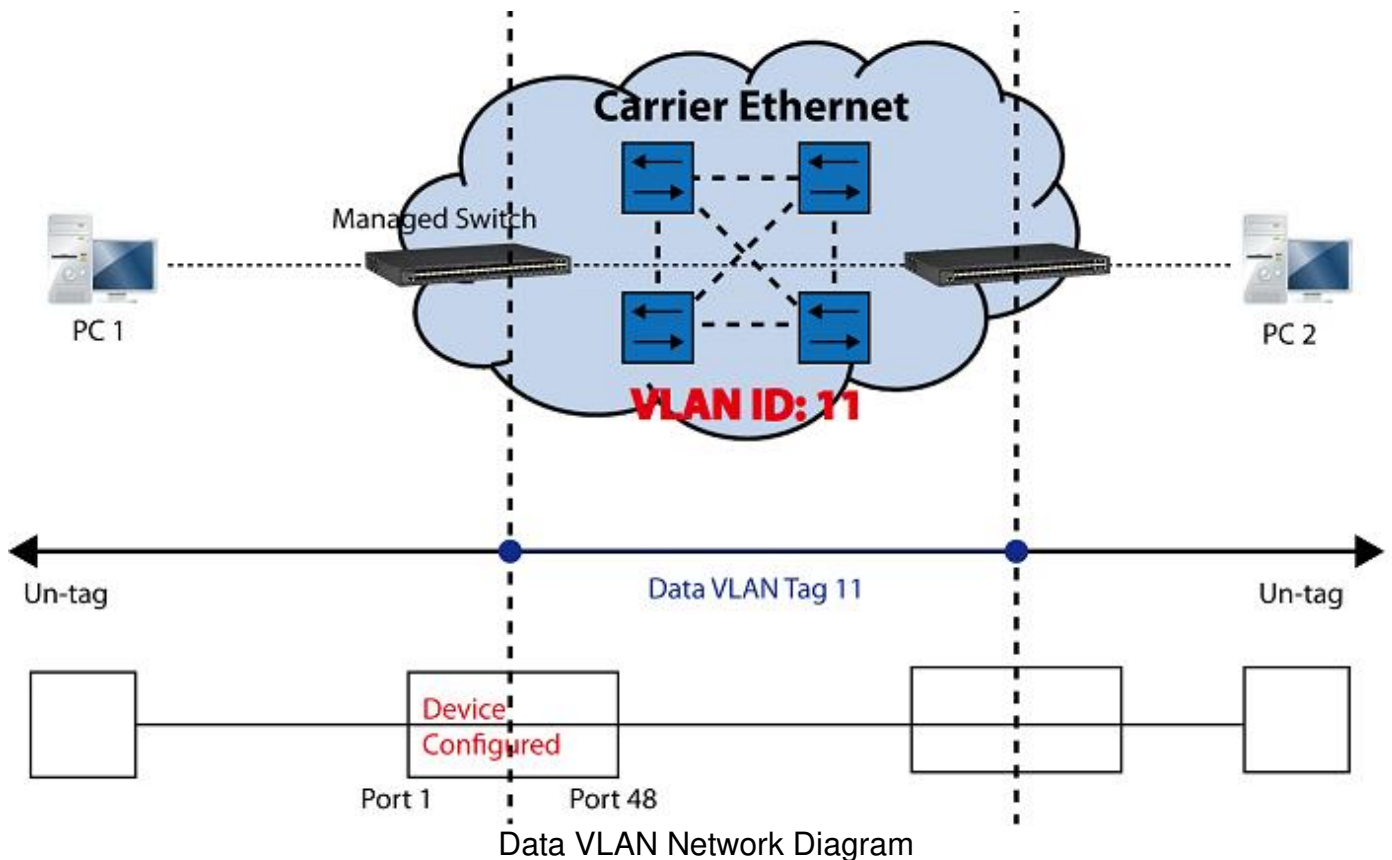 Carrier Ethernet
Managed Switch
PC 1
PC 2
VLAN ID: 11
Un-tag
Data VLAN Tag 11
Un-tag
Device
Configured
Port 1
Port 48
Data VLAN Network Diagram